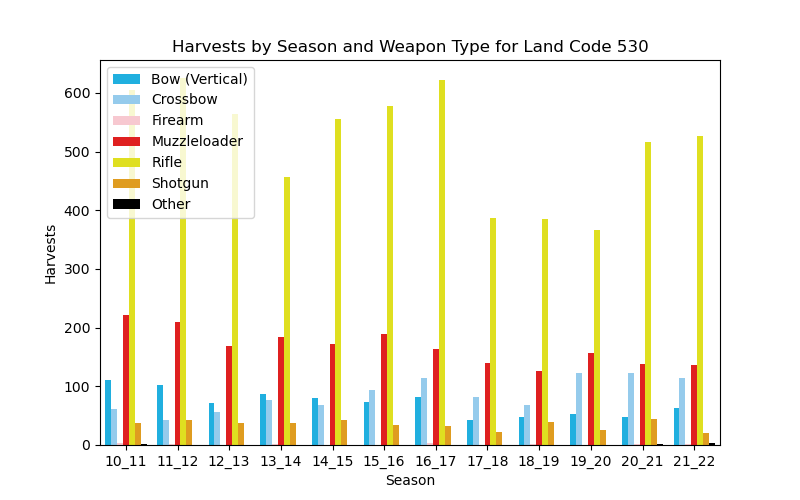 Harvests by Season and Weapon Type for Land Code 530
Bow (Vertical)
Crossbow
Firearm
Muzzleloader
Rifle
Shotgun
Other
600
500
400
300
200
100
0
Harvests
10_11 11_12 12_13 13_14 14_15 15_16 16_17 17_18 18_19 19_20 20_21 21_22
Season